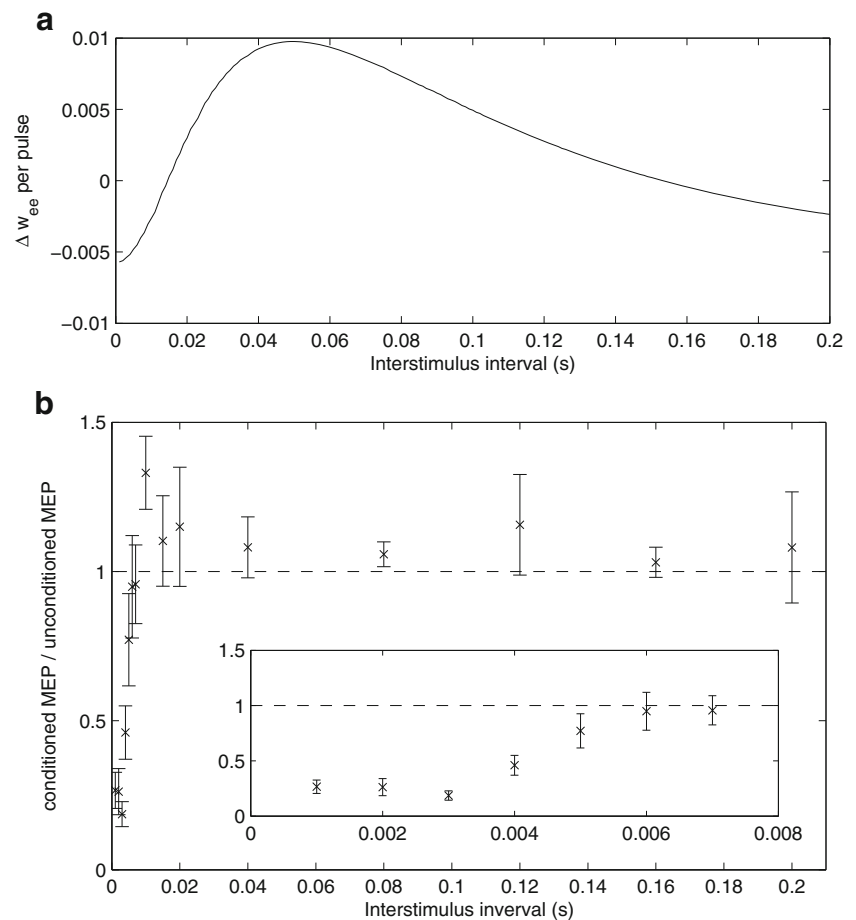 a
0.01
0.005
0
−0.005
−0.01
Δ wee per pulse
0 0.02 0.04 0.06 0.08 0.1 0.12 0.14 0.16 0.18 0.2
Interstimulus interval (s)
b
1.5
1
0.5
0
conditioned MEP / unconditioned MEP
1.5
1
0.5
0
0 0.002 0.004 0.006 0.008
0 0.02 0.04 0.06 0.08 0.1 0.12 0.14 0.16 0.18 0.2
Interstimulus inverval (s)